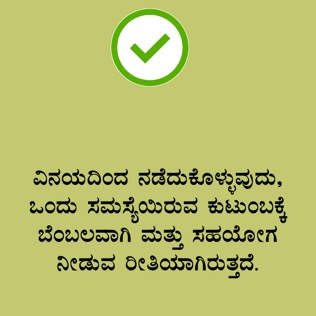 ವಿನಯದಿಂದ ನಡೆದುಕೊಳ್ಳುವುದು,
ಒಂದು ಸಮಸ್ಯೆಯಿರುವ ಕುಟುಂಬಕ್ಕೆ
ಬೆಂಬಲವಾಗಿ ಮತ್ತು ಸಹಯೋಗ
ನೀಡುವ ರೀತಿಯಾಗಿರುತ್ತದೆ.